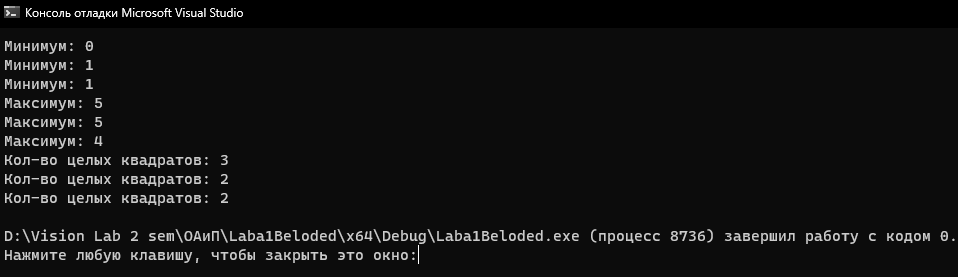 Консоль отладки Microsoft Visual Studio
Минимум: 0
Минимум: 1
Минимум: 1
Максимум: 5
Максимум: 5
Максимум: 4
Кол-во целых квадратов: 3
Кол-во целых квадратов: 2
Кол-во целых квадратов: 2
D:\Vision Lab 2 sem\ОАиП\Laba1Beloded\x64\Debug\Laba1Beloded.exe (процесс 8736) завершил работу с кодом 0.
Нажмите любую клавишу, чтобы закрыть это окно: